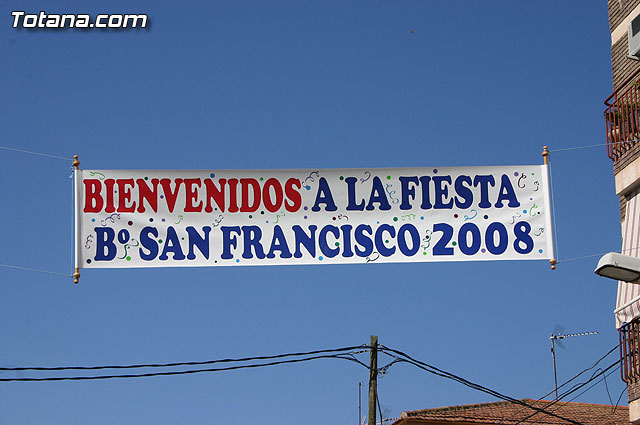 Totana.com
BIENVENIDOS A LA FIESTA
Bº SAN FRANCISCO 2008